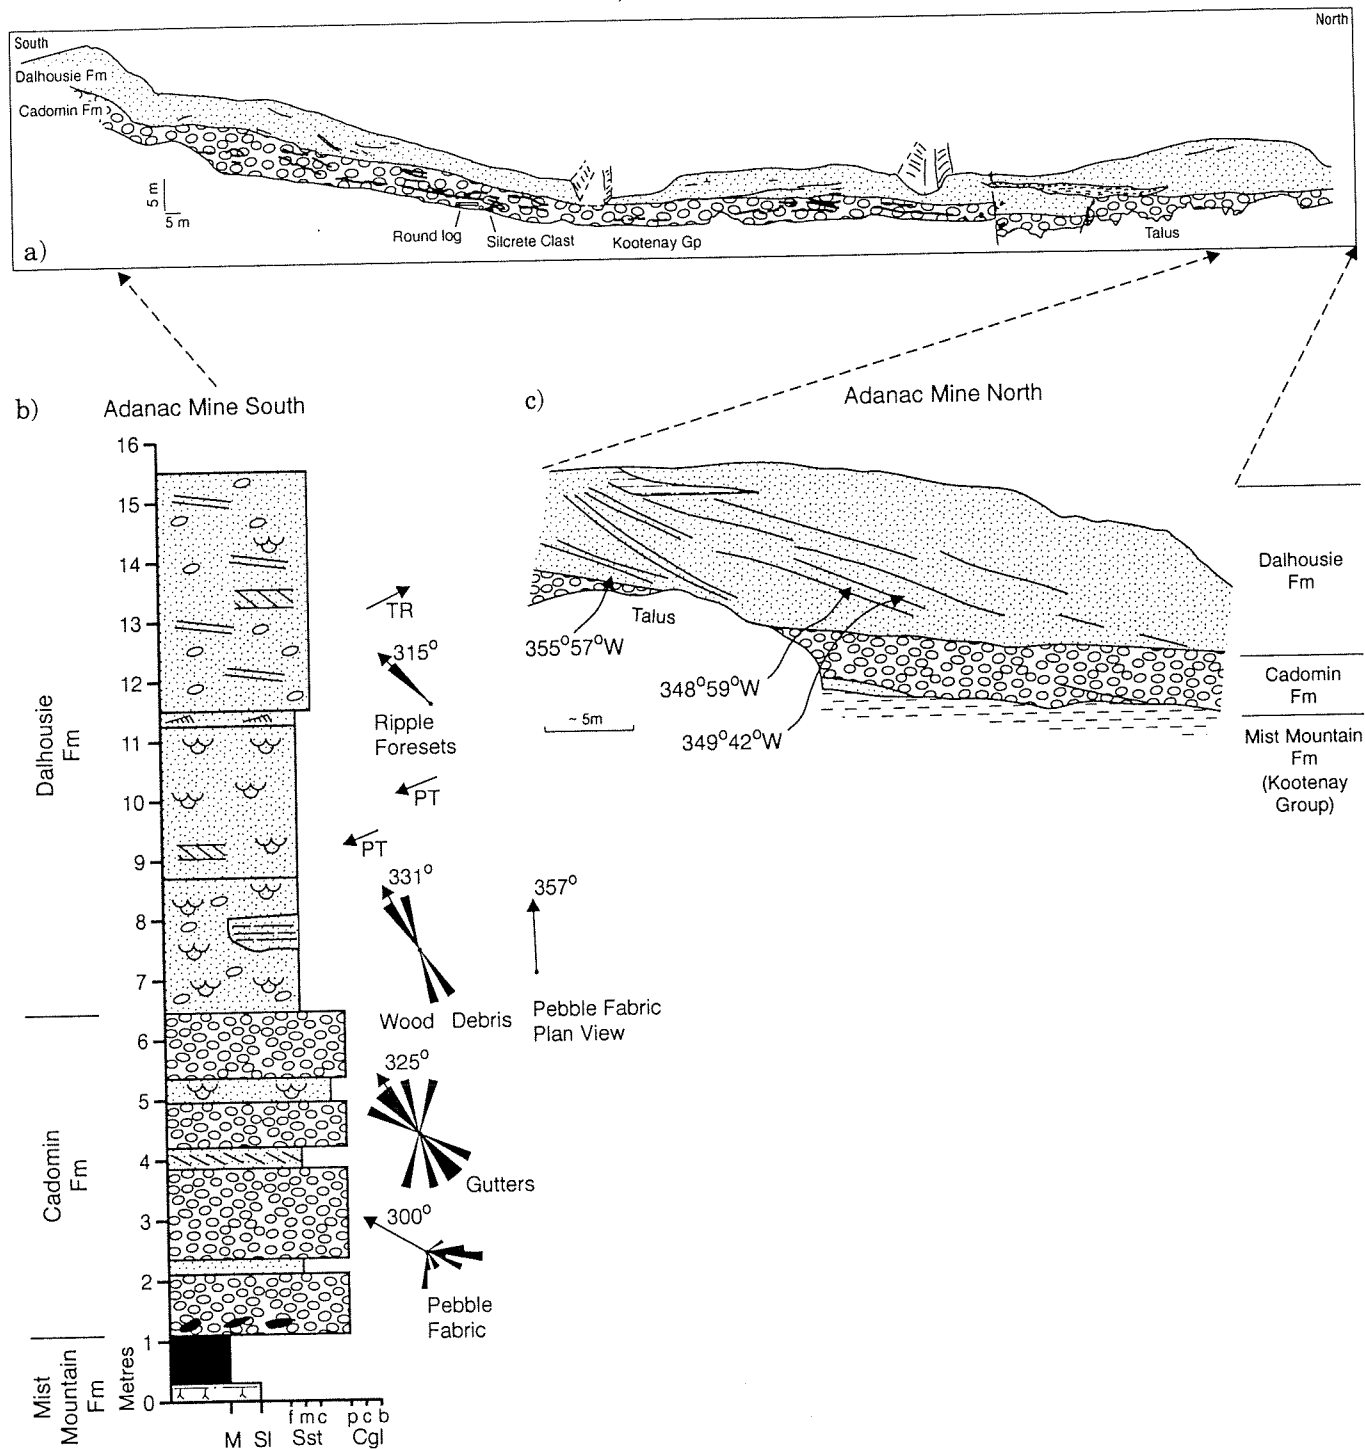 South
North
Dalhousie Fm
Cadomin Fm
5 m
5 m
Round log
Silcrete Clast
Kootenay Gp
Talus
a)
b)
Adanac Mine South
c)
Adanac Mine North
16
15
14
13
12
11
10
9
8
7
6
5
4
3
2
1
0
Metres
Dalhousie
Fm
Cadomin
Fm
Mist
Mountain
Fm
TR
315°
Ripple
Foresets
PT
PT
331°
Wood Debris
357°
Pebble Fabric
Plan View
325°
Gutters
300°
Pebble
Fabric
f m c
p c b
M Sl Sst Cgl
Talus
355°57°W
348°59°W
349°42°W
~ 5m
Dalhousie
Fm
Cadomin
Fm
Mist Mountain
Fm
(Kootenay
Group)